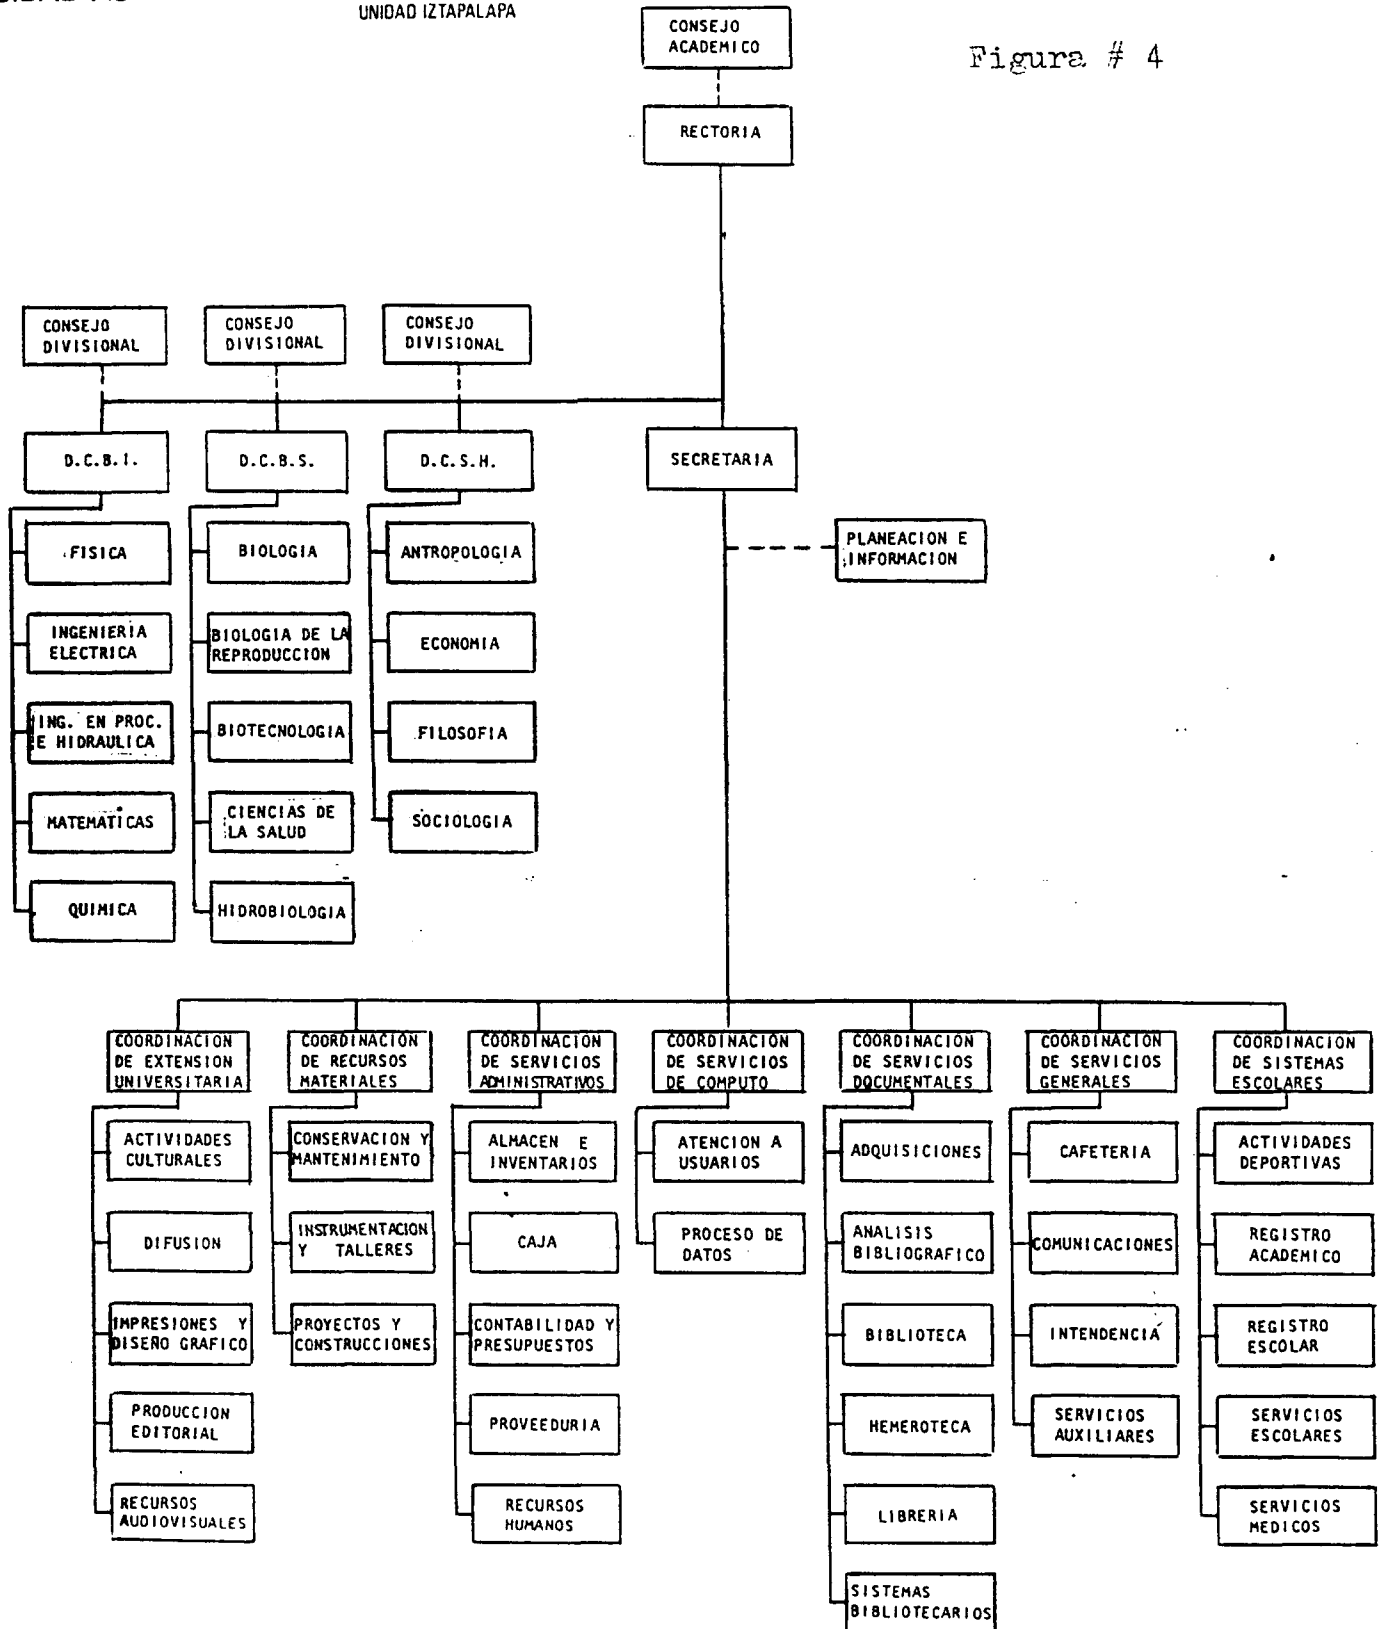 UNIDAD IZTAPALAPA
CONSEJO
ACADEMICO
Figura # 4
RECTORIA
CONSEJO
DIVISIONAL
CONSEJO
DIVISIONAL
CONSEJO
DIVISIONAL
D.C.B.I.
D.C.B.S.
D.C.S.H.
SECRETARIA
FISICA
BIOLOGIA
ANTROPOLOGIA
PLANEACION E
INFORMACION
INGENIERIA
ELECTRICA
BIOLOGIA DE LA
REPRODUCCION
ECONOMIA
ING. EN PROC.
E HIDRAULICA
BIOTECNOLOGIA
FILOSOFIA
MATEMATICAS
CIENCIAS DE
LA SALUD
SOCIOLOGIA
QUIMICA
HIDROBIOLOGIA
COORDINACION
DE EXTENSION
UNIVERSITARIA
COORDINACION
DE RECURSOS
MATERIALES
COORDINACION
DE SERVICIOS
ADMINISTRATIVOS
COORDINACION
DE SERVICIOS
DE COMPUTO
COORDINACION
DE SERVICIOS
DOCUMENTALES
COORDINACION
DE SERVICIOS
GENERALES
COORDINACION
DE SISTEMAS
ESCOLARES
ACTIVIDADES
CULTURALES
CONSERVACION Y
MANTENIMIENTO
ALMACEN E
INVENTARIOS
ATENCION A
USUARIOS
ADQUISICIONES
CAFETERIA
ACTIVIDADES
DEPORTIVAS
DIFUSION
INSTRUMENTACION
Y TALLERES
CAJA
PROCESO DE
DATOS
ANALISIS
BIBLIOGRAFICO
COMUNICACIONES
REGISTRO
ACADEMICO
IMPRESIONES Y
DISEÑO GRAFICO
PROYECTOS Y
CONSTRUCCIONES
CONTABILIDAD Y
PRESUPUESTOS
BIBLIOTECA
INTENDENCIA
REGISTRO
ESCOLAR
PRODUCCION
EDITORIAL
PROVEEDURIA
HEMEROTECA
SERVICIOS
AUXILIARES
SERVICIOS
ESCOLARES
RECURSOS
AUDIOVISUALES
RECURSOS
HUMANOS
LIBRERIA
SERVICIOS
MEDICOS
SISTEMAS
BIBLIOTECARIOS